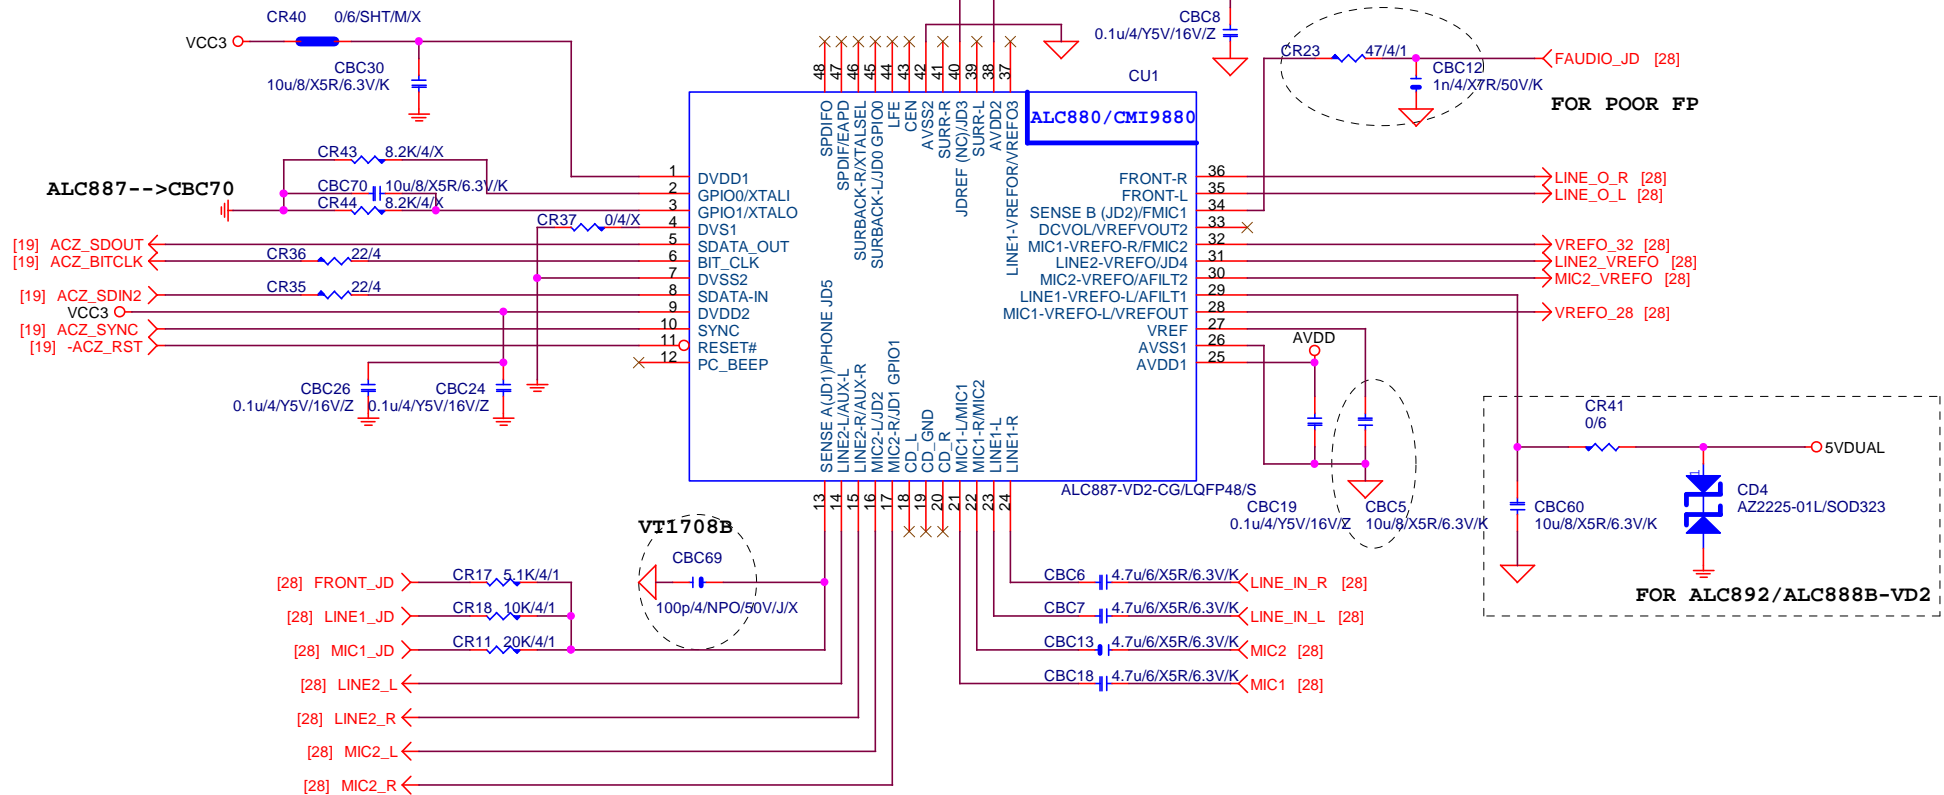 CR40 0/6/SHT/M/X
VCC3
CBC30
10u/8/X5R/6.3V/K
CBC8
0.1u/4/Y5V/16V/Z
CR23 47/4/1
FAUDIO_JD [28]
CBC12
1n/4/X7R/50V/K
FOR POOR FP
CU1
ALC880/CMI9880
48 47 46 45 44 43 42 41 40 39 38 37
SPDIFO
SPDIF/EAPD
SURBACK-R/XTALSEL
SURBACK-L/JD0 GPIO0
LFE
CEN
AVSS2
SURR-R
JDREF (NC)/JD3
SURR-L
AVDD2
LINE1-VREFOR/VREFO3
CR43 8.2K/4/X
ALC887-->CBC70
CBC70 10u/8/X5R/6.3V/K
CR44 8.2K/4/X
CR37 0/4/X
[19] ACZ_SDOUT
[19] ACZ_BITCLK
CR36 22/4
[19] ACZ_SDIN2
CR35 22/4
VCC3
[19] ACZ_SYNC
[19] -ACZ_RST
1 DVDD1
2 GPIO0/XTALI
3 GPIO1/XTALO
4 DVS1
5 SDATA_OUT
6 BIT_CLK
7 DVSS2
8 SDATA-IN
9 DVDD2
10 SYNC
11 RESET#
12 PC_BEEP
FRONT-R 36
FRONT-L 35
SENSE B (JD2)/FMIC1 34
DCVOL/VREFVOUT2 33
MIC1-VREFO-R/FMIC2 32
LINE2-VREFO/JD4 31
MIC2-VREFO/AFILT2 30
LINE1-VREFO-L/AFILT1 29
MIC1-VREFO-L/VREFOUT 28
VREF 27
AVSS1 26
AVDD1 25
LINE_O_R [28]
LINE_O_L [28]
VREFO_32 [28]
LINE2_VREFO [28]
MIC2_VREFO [28]
VREFO_28 [28]
AVDD
CBC26
0.1u/4/Y5V/16V/Z
CBC24
0.1u/4/Y5V/16V/Z
SENSE A(JD1)/PHONE JD5
LINE2-L/AUX-L
LINE2-R/AUX-R
MIC2-L/JD2
MIC2-R/JD1 GPIO1
CD_L
CD_GND
CD_R
MIC1-L/MIC1
MIC1-R/MIC2
LINE1-L
LINE1-R
13 14 15 16 17 18 19 20 21 22 23 24
ALC887-VD2-CG/LQFP48/S
CBC19
0.1u/4/Y5V/16V/Z
CBC5
10u/8/X5R/6.3V/K
CR41
0/6
5VDUAL
1
CBC60
10u/8/X5R/6.3V/K
CD4
AZ2225-01L/SOD323
FOR ALC892/ALC888B-VD2
VT1708B
CBC69
100p/4/NPO/50V/J/X
[28] FRONT_JD
CR17 5.1K/4/1
[28] LINE1_JD
CR18 10K/4/1
[28] MIC1_JD
CR11 20K/4/1
[28] LINE2_L
[28] LINE2_R
[28] MIC2_L
[28] MIC2_R
CBC6 4.7u/6/X5R/6.3V/K LINE_IN_R [28]
CBC7 4.7u/6/X5R/6.3V/K LINE_IN_L [28]
CBC13 4.7u/6/X5R/6.3V/K MIC2 [28]
CBC18 4.7u/6/X5R/6.3V/K MIC1 [28]